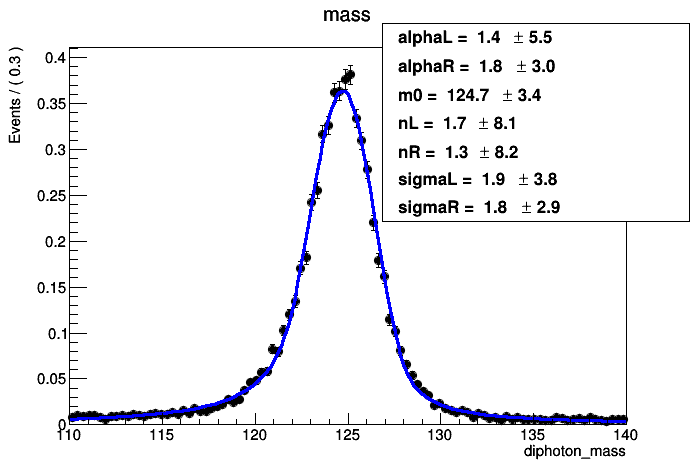 mass
alphaL = 1.4 ± 5.5
alphaR = 1.8 ± 3.0
m0 = 124.7 ± 3.4
nL = 1.7 ± 8.1
nR = 1.3 ± 8.2
sigmaL = 1.9 ± 3.8
sigmaR = 1.8 ± 2.9
Events / ( 0.3 )
0.4
0.35
0.3
0.25
0.2
0.15
0.1
0.05
0
110 115 120 125 130 135 140
diphoton_mass